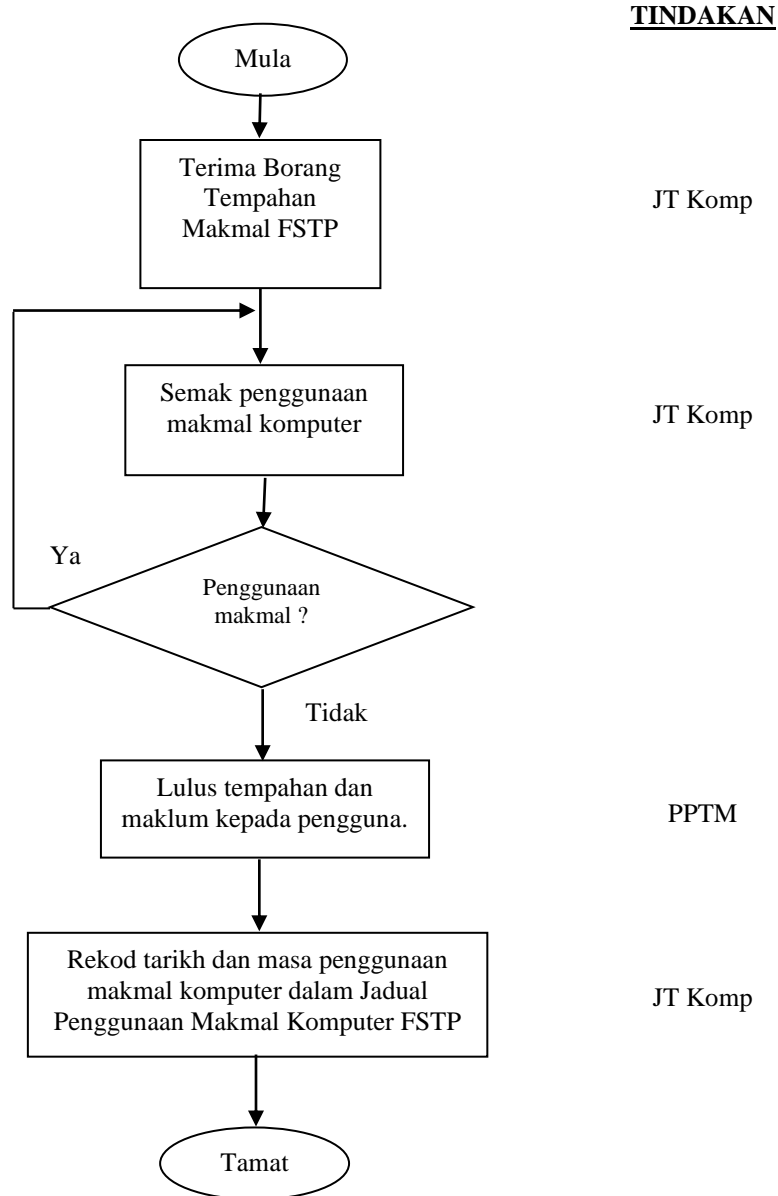 TINDAKAN
Mula
Terima Borang
Tempahan
Makmal FSTP
JT Komp
Semak penggunaan
makmal komputer
JT Komp
Ya
Penggunaan
makmal ?
Tidak
Lulus tempahan dan
maklum kepada pengguna.
PPTM
Rekod tarikh dan masa penggunaan
makmal komputer dalam Jadual
Penggunaan Makmal Komputer FSTP
JT Komp
Tamat